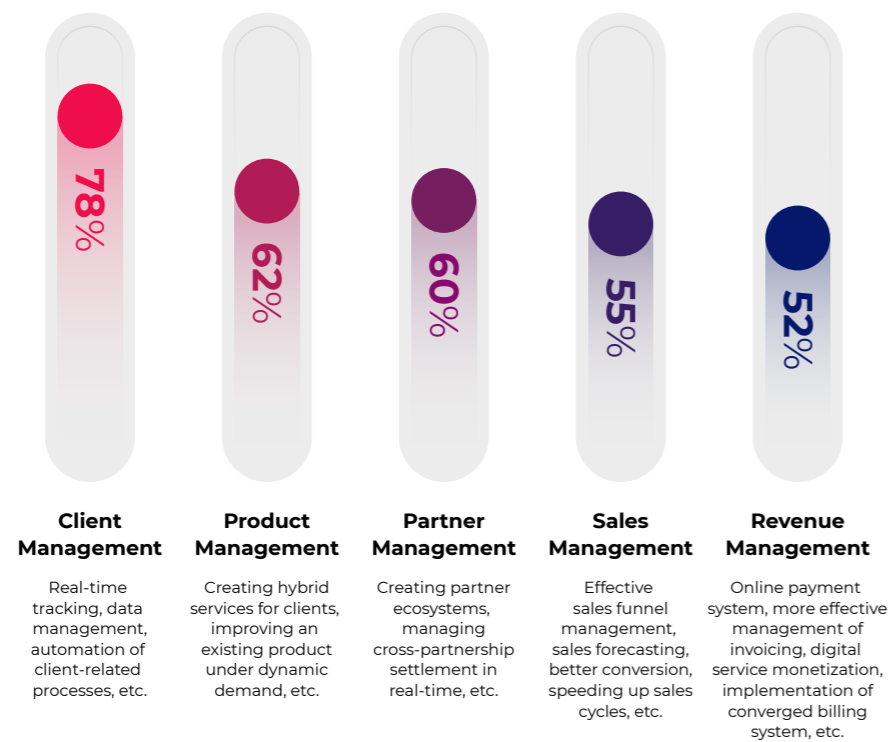 78%
62%
60%
55%
52%
Client
Management
Real-time
tracking, data
management,
automation of
client-related
processes, etc.
Product
Management
Creating hybrid
services for clients,
improving an
existing product
under dynamic
demand, etc.
Partner
Management
Creating partner
ecosystems,
managing
cross-partnership
settlement in
real-time, etc.
Sales
Management
Effective
sales funnel
management,
sales forecasting,
better conversion,
speeding up sales
cycles, etc.
Revenue
Management
Online payment
system, more effective
management of
invoicing, digital
service monetization,
implementation of
converged billing
system, etc.